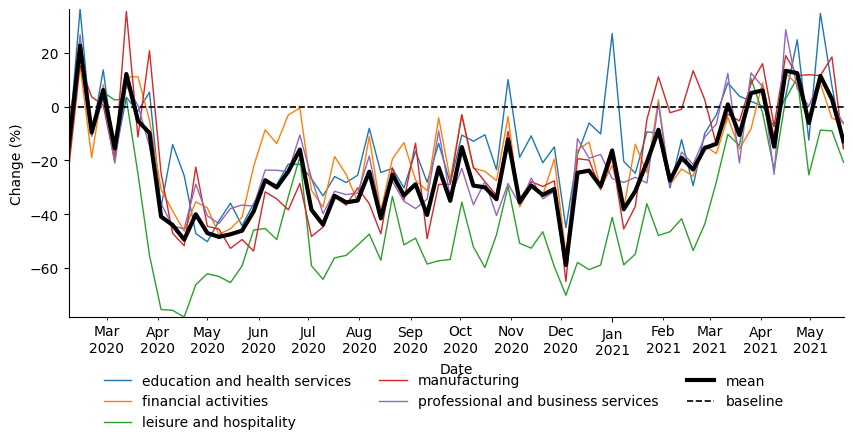 Change (%)
20
0
−20
−40
−60
Mar Apr May Jun Jul Aug Sep Oct Nov Dec Jan Feb Mar Apr May
2020 2020 2020 2020 2020 2020 2020 2020 2020 2020 2021 2021 2021 2021 2021
Date
education and health services manufacturing mean
financial activities professional and business services baseline
leisure and hospitality